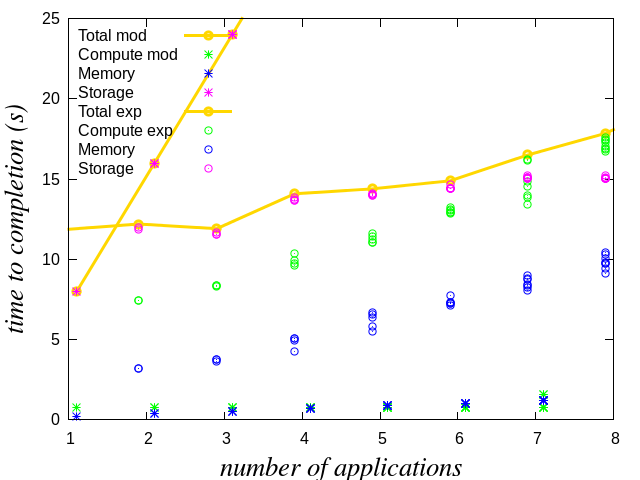 25
20
15
10
5
0
time to completion (s)
Total mod
Compute mod
Memory
Storage
Total exp
Compute exp
Memory
Storage
1 2 3 4 5 6 7 8
number of applications